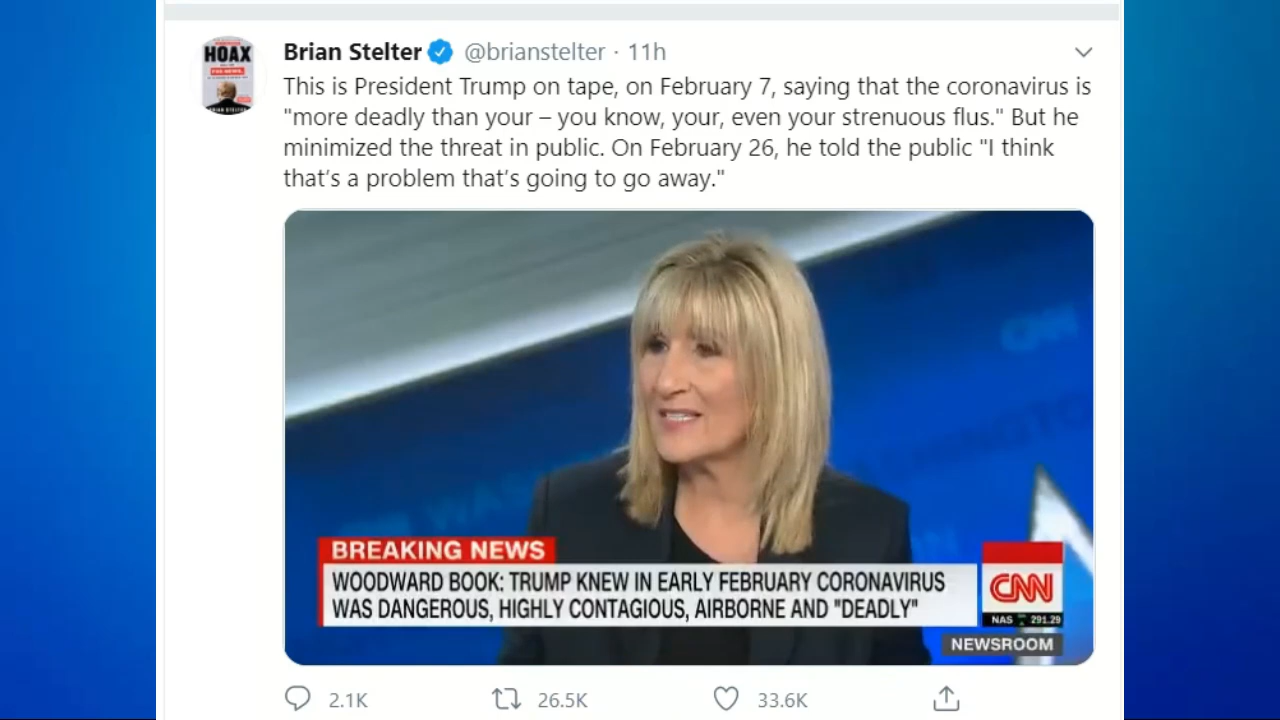 HOAX
Brian Stelter @brianstelter · 11h
This is President Trump on tape, on February 7, saying that the coronavirus is
"more deadly than your – you know, your, even your strenuous flus." But he
minimized the threat in public. On February 26, he told the public "I think
that's a problem that's going to go away."
CNN
BREAKING NEWS
WOODWARD BOOK: TRUMP KNEW IN EARLY FEBRUARY CORONAVIRUS
WAS DANGEROUS, HIGHLY CONTAGIOUS, AIRBORNE AND "DEADLY"
CNN
NAS 291.29
NEWSROOM
2.1K 26.5K 33.6K